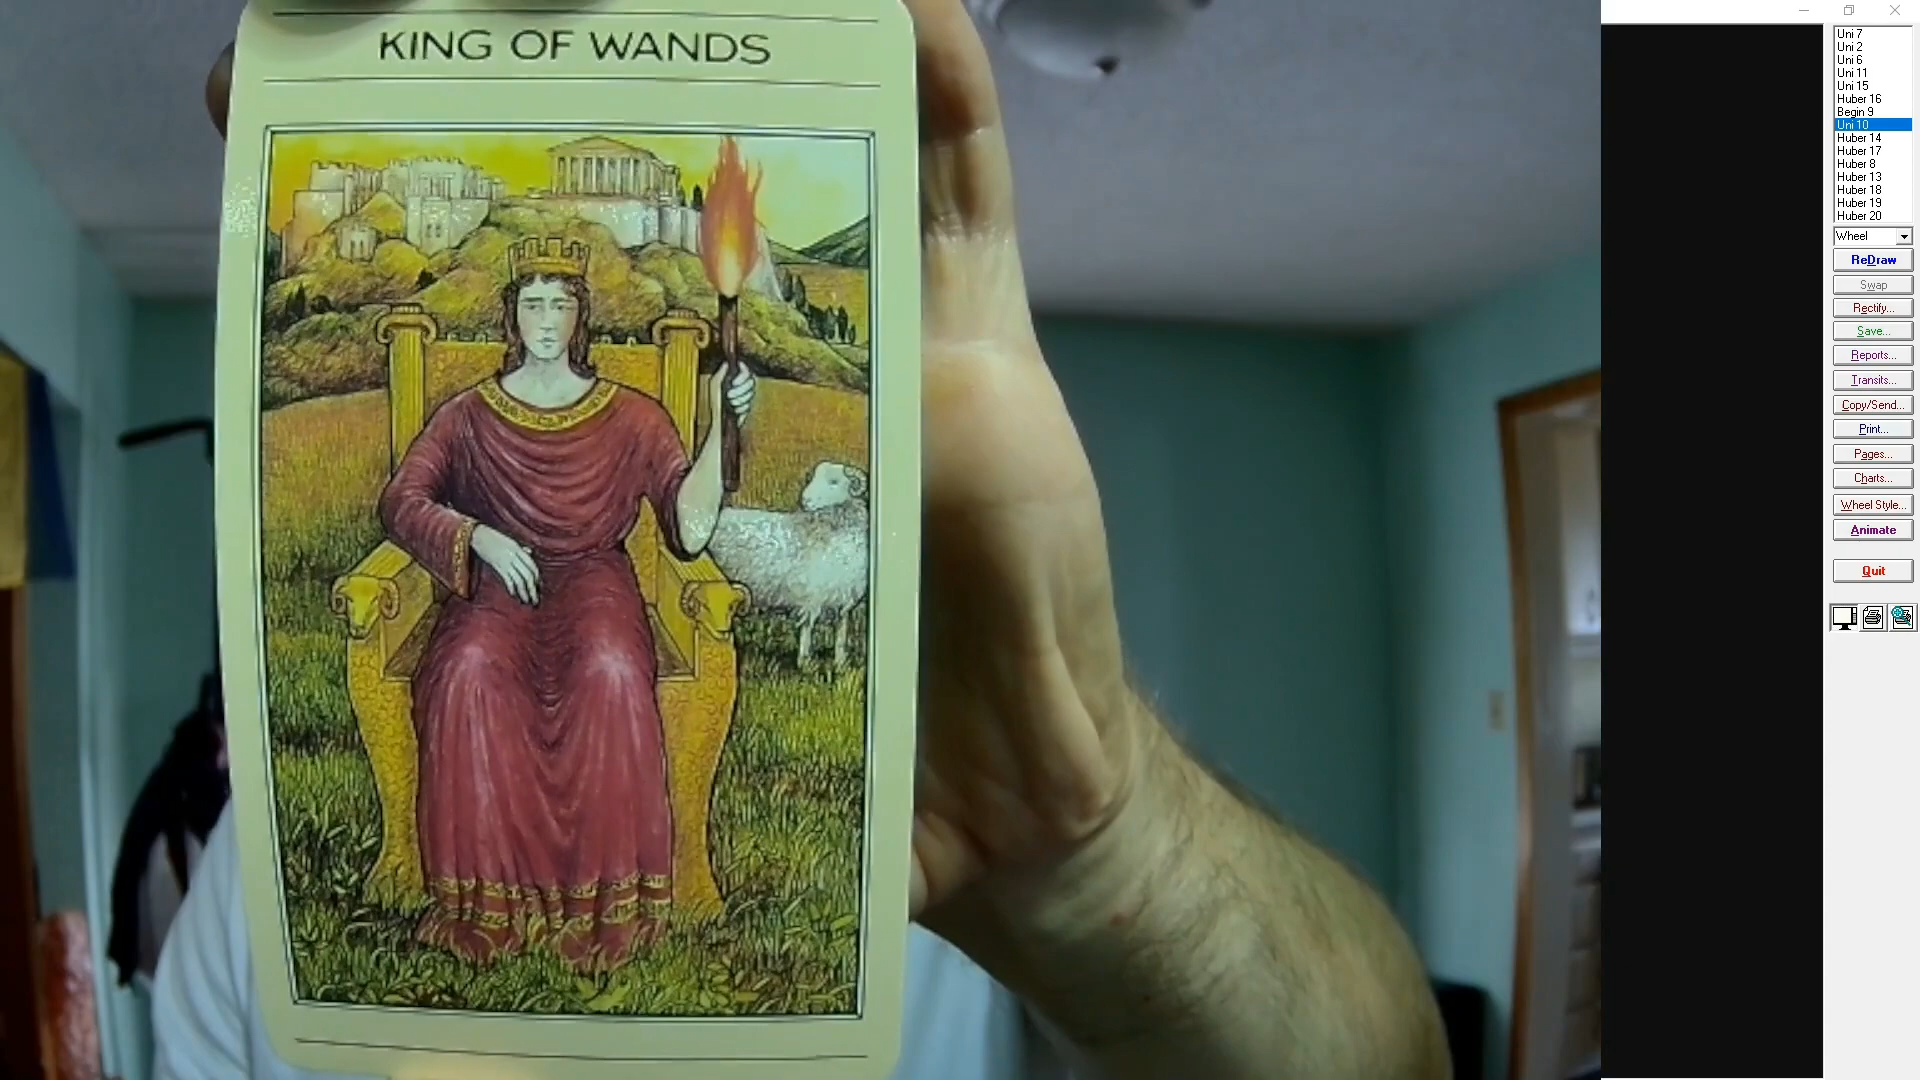 KING OF WANDS
Uni 7
Uni 2
Uni 6
Uni 11
Uni 15
Huber 16
Begin 9
Uni 10
Huber 14
Huber 17
Huber 8
Huber 13
Huber 18
Huber 19
Huber 20
Wheel
ReDraw
Swap
Rectify...
Save...
Reports...
Transits...
Copy/Send...
Print...
Pages...
Charts...
Wheel Style...
Animate
Quit